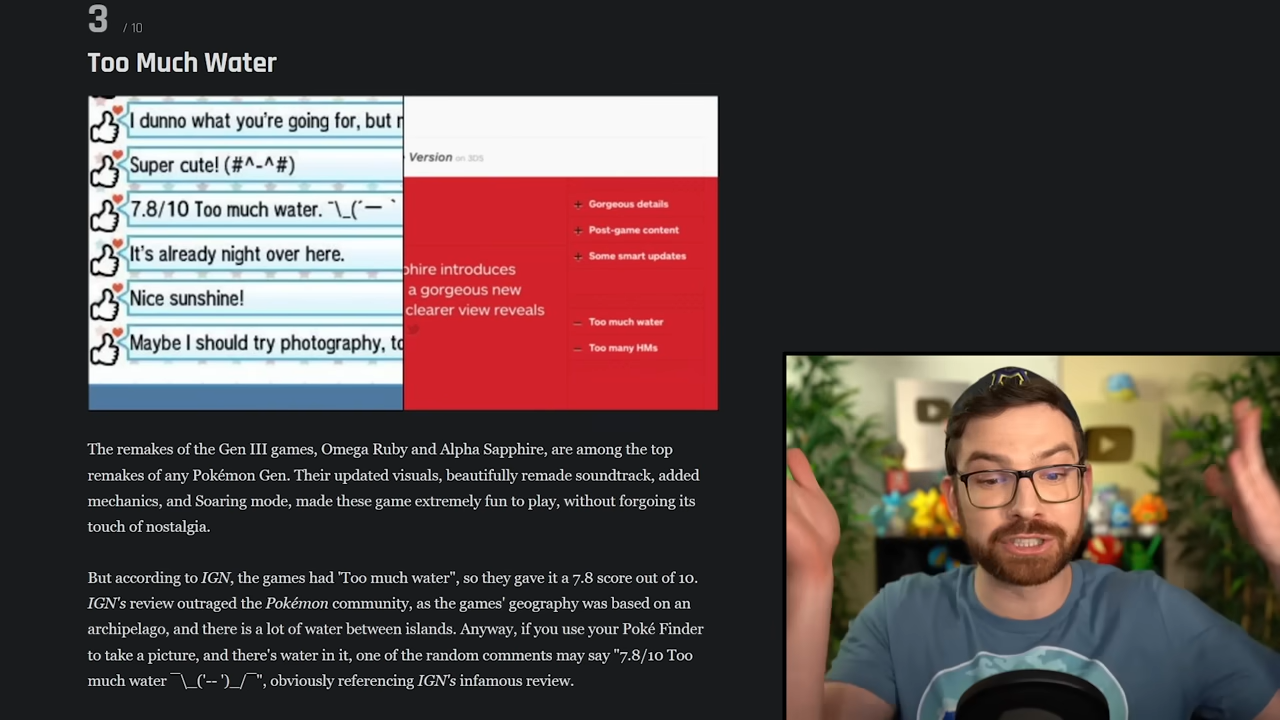 3 / 10
Too Much Water
I dunno what you're going for, but r
Super cute! (#^-^#)
7.8/10 Too much water. ¯\_(´ー`
It's already night over here.
Nice sunshine!
Maybe I should try photography, to
Version on 3DS
phire introduces
a gorgeous new
clearer view reveals
+ Gorgeous details
+ Post-game content
+ Some smart updates
– Too much water
– Too many HMs
The remakes of the Gen III games, Omega Ruby and Alpha Sapphire, are among the top
remakes of any Pokémon Gen. Their updated visuals, beautifully remade soundtrack, added
mechanics, and Soaring mode, made these game extremely fun to play, without forgoing its
touch of nostalgia.
But according to IGN, the games had 'Too much water", so they gave it a 7.8 score out of 10.
IGN's review outraged the Pokémon community, as the games' geography was based on an
archipelago, and there is a lot of water between islands. Anyway, if you use your Poké Finder
to take a picture, and there's water in it, one of the random comments may say "7.8/10 Too
much water ¯\_('-- ')_/¯", obviously referencing IGN's infamous review.